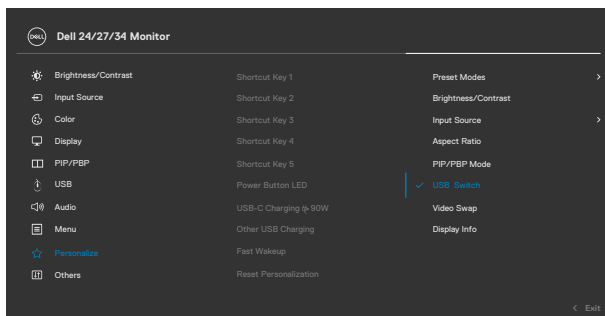 DELL Dell 24/27/34 Monitor
Brightness/Contrast
Input Source
Color
Display
PIP/PBP
USB
Audio
Menu
Personalize
Others
Shortcut Key 1
Shortcut Key 2
Shortcut Key 3
Shortcut Key 4
Shortcut Key 5
Power Button LED
USB-C Charging 90W
Other USB Charging
Fast Wakeup
Reset Personalization
Preset Modes
Brightness/Contrast
Input Source
Aspect Ratio
PIP/PBP Mode
USB Switch
Video Swap
Display Info
Exit